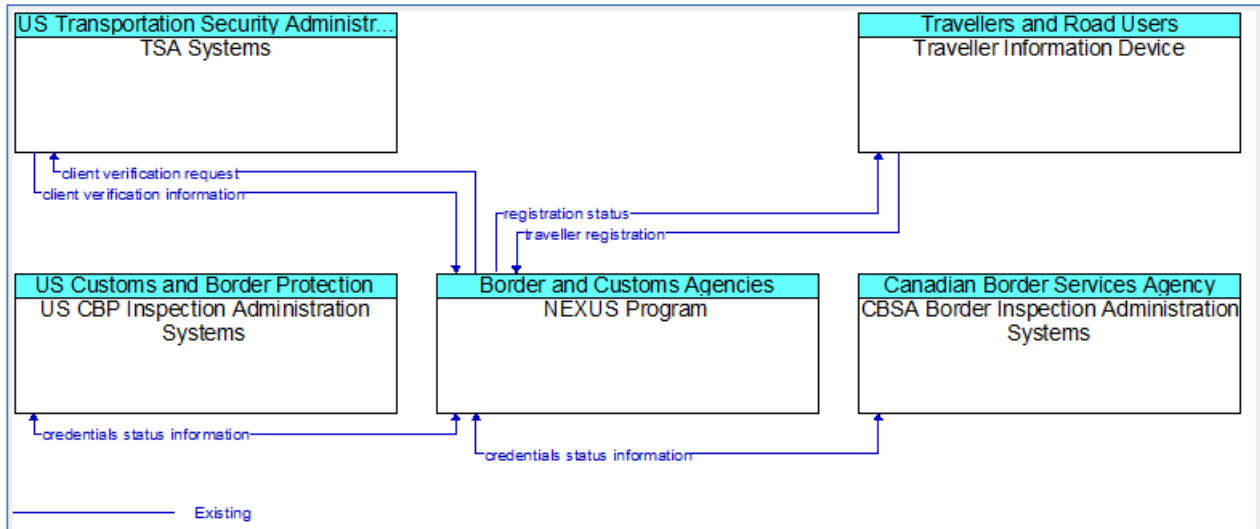 US Transportation Security Administr...
TSA Systems
Travellers and Road Users
Traveller Information Device
client verification request
client verification information
registration status
traveller registration
US Customs and Border Protection
US CBP Inspection Administration
Systems
Border and Customs Agencies
NEXUS Program
Canadian Border Services Agency
CBSA Border Inspection Administration
Systems
credentials status information
credentials status information
Existing